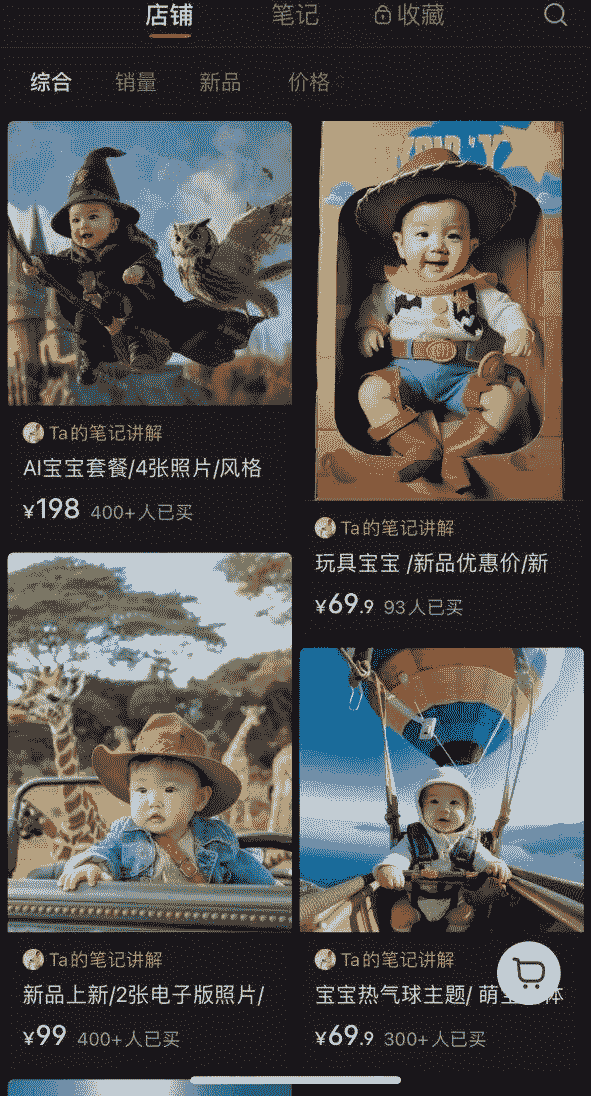 店铺
笔记
收藏
综合
销量
新品
价格
Ta的笔记讲解
AI宝宝套餐/4张照片/风格
¥198 400+人已买
Ta的笔记讲解
玩具宝宝 /新品优惠价/新
¥69.9 93人已买
Ta的笔记讲解
新品上新/2张电子版照片/
¥99 400+人已买
Ta的笔记讲解
宝宝热气球主题/ 萌
¥69.9 300+人已买